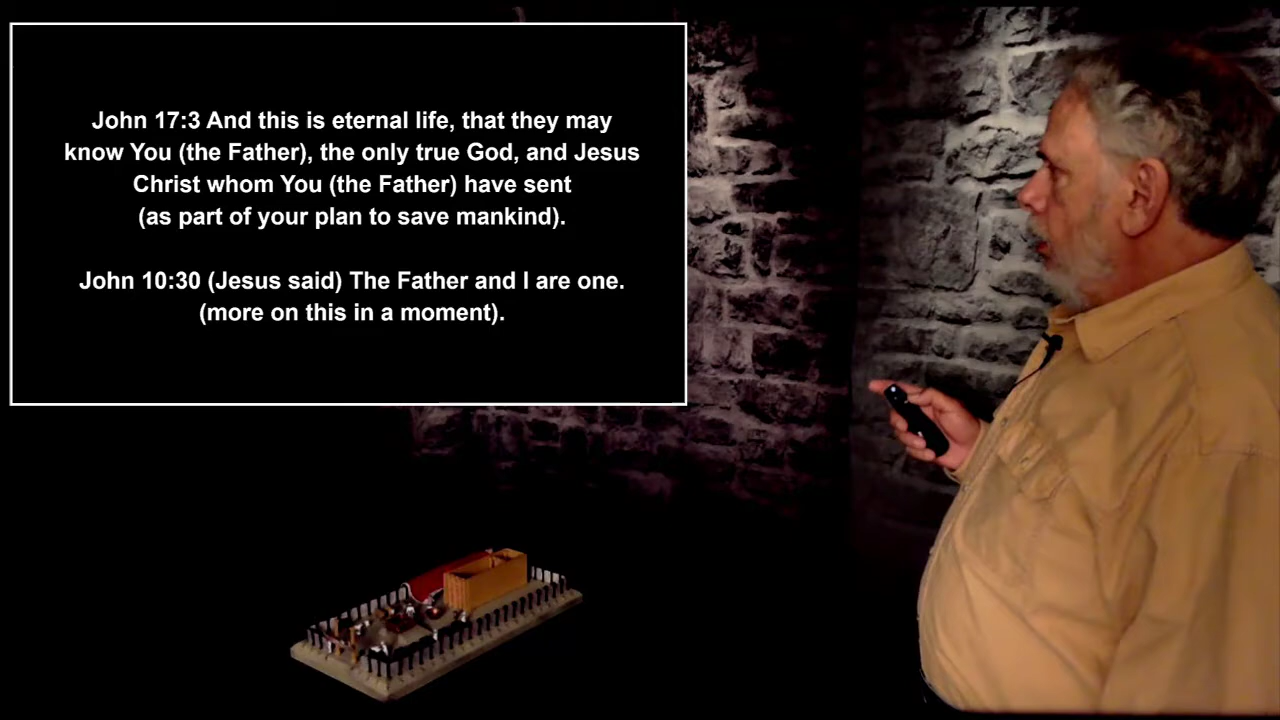 John 17:3 And this is eternal life, that they may
know You (the Father), the only true God, and Jesus
Christ whom You (the Father) have sent
(as part of your plan to save mankind).
John 10:30 (Jesus said) The Father and I are one.
(more on this in a moment).